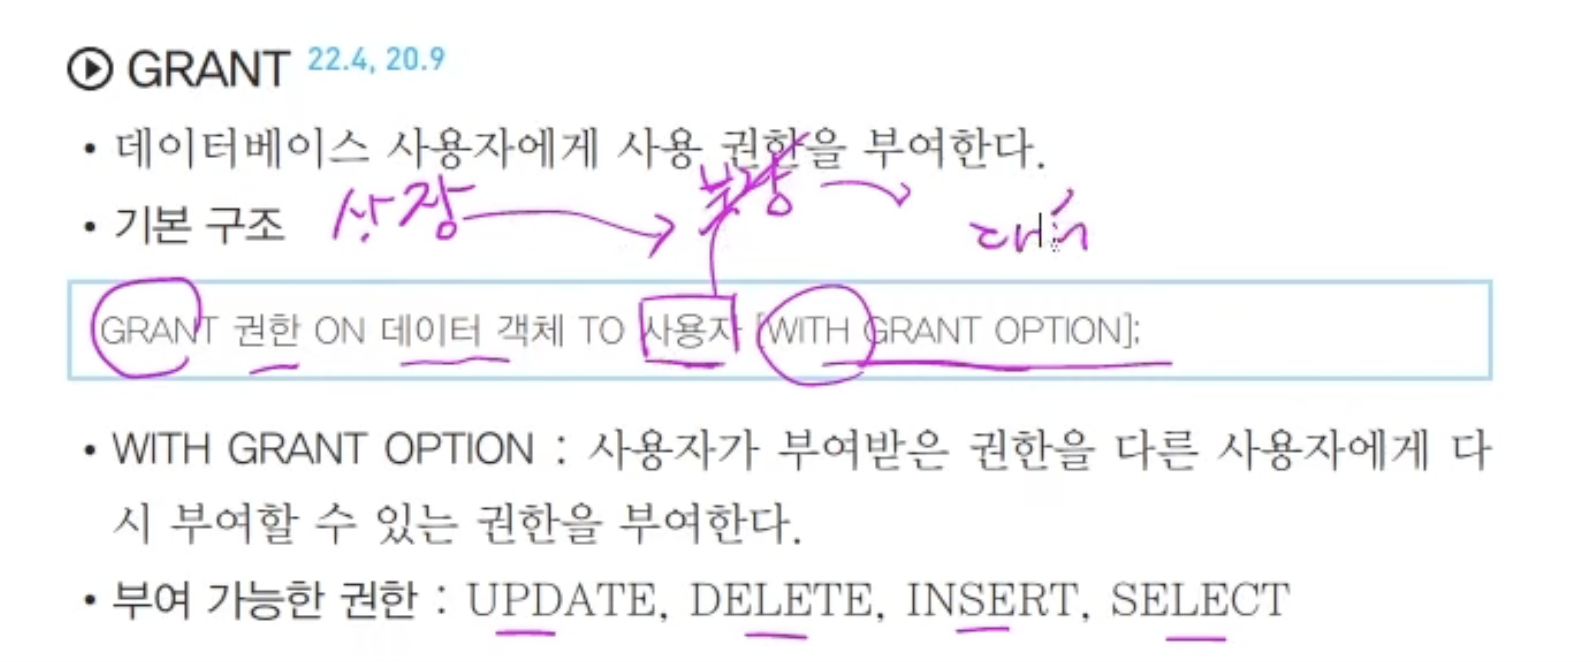 GRANT 22.4, 20.9
• 데이터베이스 사용자에게 사용 권한을 부여한다.
• 기본 구조
사장 부장 대리
GRANT 권한 ON 데이터 객체 TO 사용자 [WITH GRANT OPTION];
• WITH GRANT OPTION : 사용자가 부여받은 권한을 다른 사용자에게 다
시 부여할 수 있는 권한을 부여한다.
• 부여 가능한 권한 : UPDATE, DELETE, INSERT, SELECT